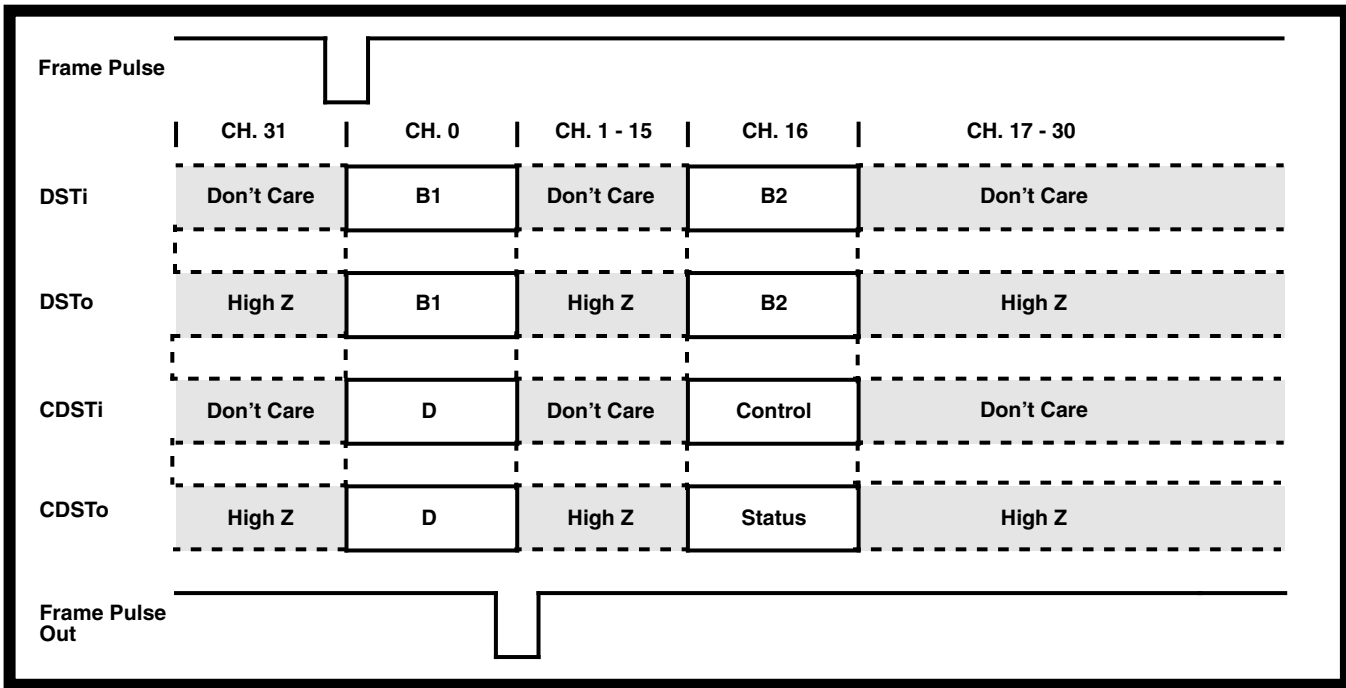 Frame Pulse
CH. 31 CH. 0 CH. 1 - 15 CH. 16 CH. 17 - 30
DSTi Don’t Care B1 Don’t Care B2 Don’t Care
DSTo High Z B1 High Z B2 High Z
CDSTi Don’t Care D Don’t Care Control Don’t Care
CDSTo High Z D High Z Status High Z
Frame Pulse
Out